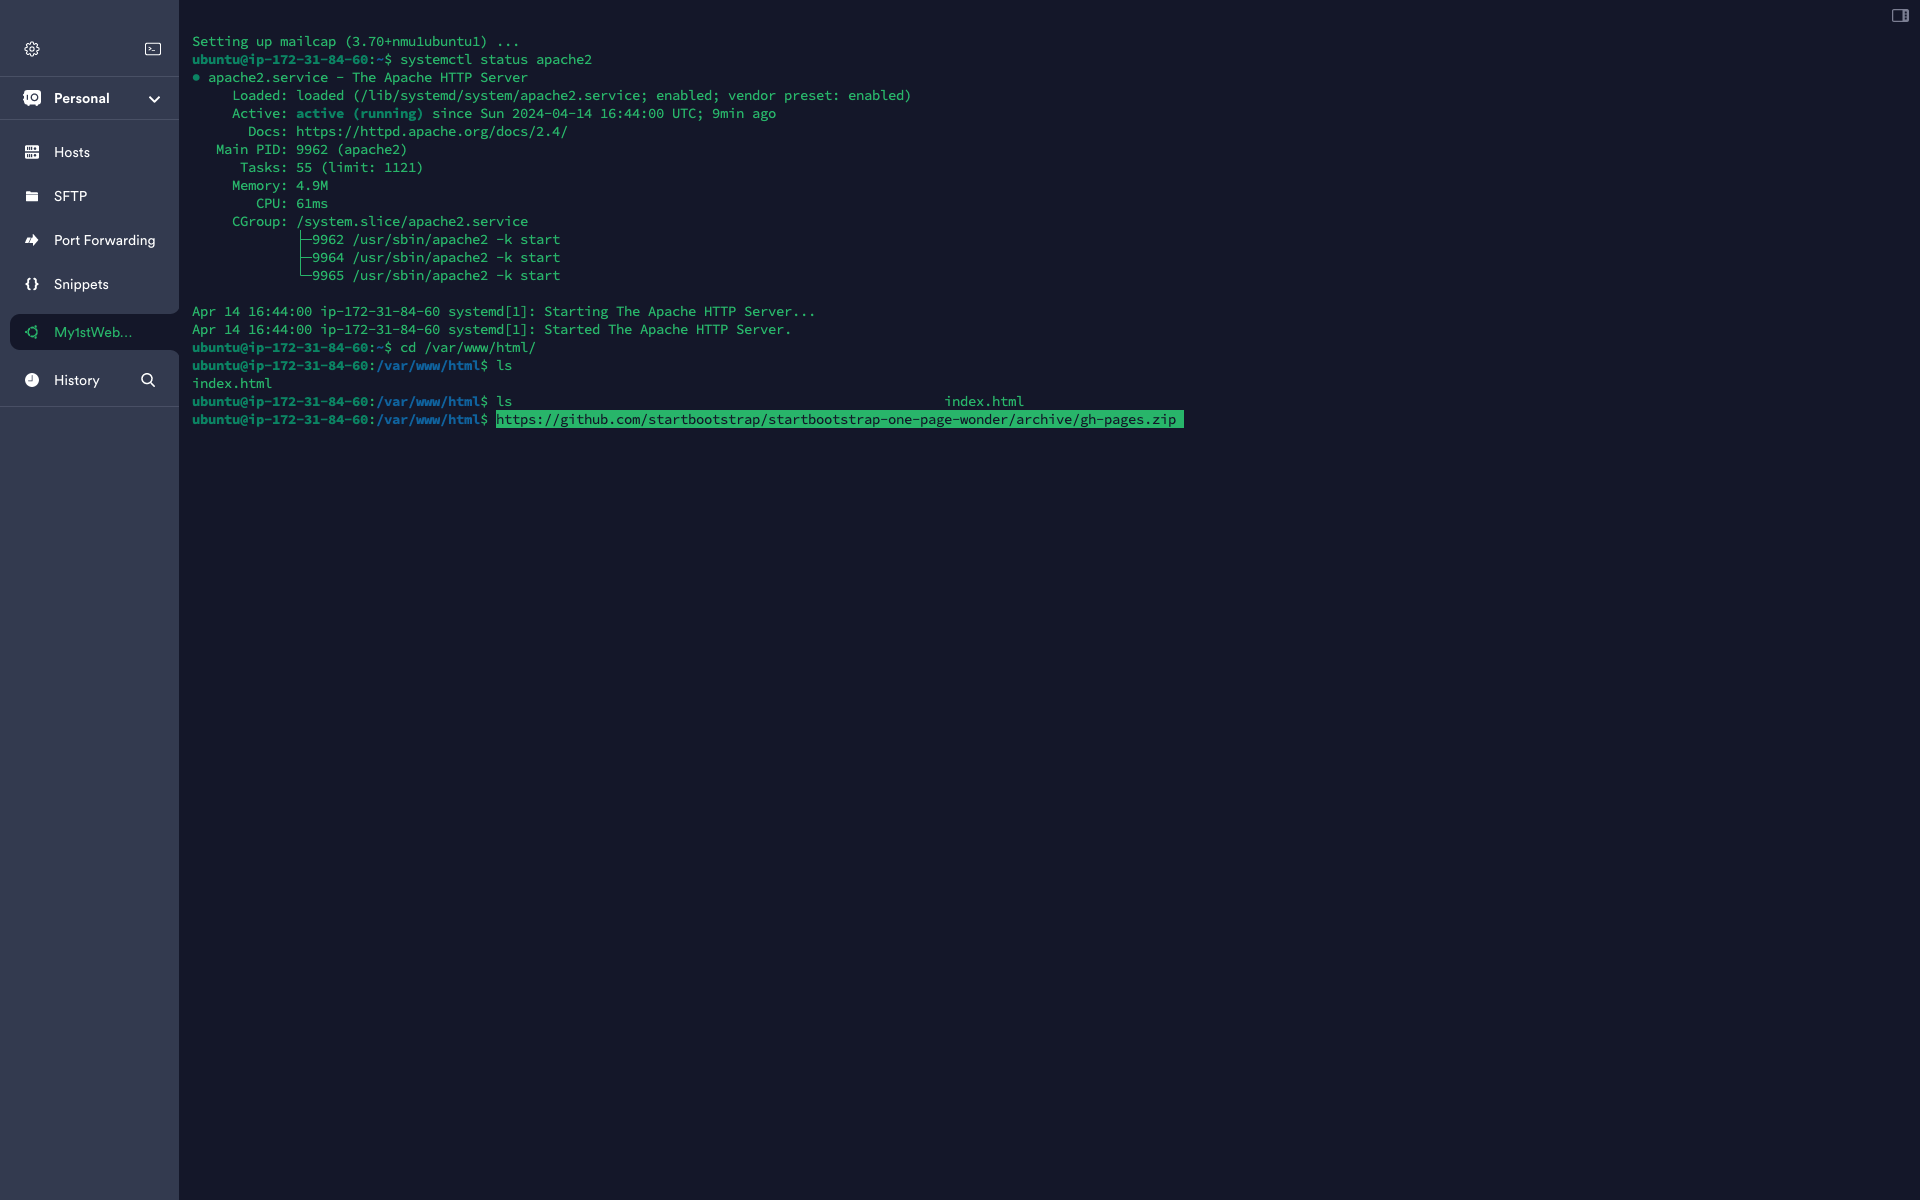 Personal
Hosts
SFTP
Port Forwarding
Snippets
My1stWeb...
History
Setting up mailcap (3.70+nmu1ubuntu1) ...
ubuntu@ip-172-31-84-60:~$ systemctl status apache2
● apache2.service - The Apache HTTP Server
     Loaded: loaded (/lib/systemd/system/apache2.service; enabled; vendor preset: enabled)
     Active: active (running) since Sun 2024-04-14 16:44:00 UTC; 9min ago
       Docs: https://httpd.apache.org/docs/2.4/
   Main PID: 9962 (apache2)
      Tasks: 55 (limit: 1121)
     Memory: 4.9M
        CPU: 61ms
     CGroup: /system.slice/apache2.service
             ├─9962 /usr/sbin/apache2 -k start
             ├─9964 /usr/sbin/apache2 -k start
             └─9965 /usr/sbin/apache2 -k start
Apr 14 16:44:00 ip-172-31-84-60 systemd[1]: Starting The Apache HTTP Server...
Apr 14 16:44:00 ip-172-31-84-60 systemd[1]: Started The Apache HTTP Server.
ubuntu@ip-172-31-84-60:~$ cd /var/www/html/
ubuntu@ip-172-31-84-60:/var/www/html$ ls
index.html
ubuntu@ip-172-31-84-60:/var/www/html$ ls                                                      index.html
ubuntu@ip-172-31-84-60:/var/www/html$ https://github.com/startbootstrap/startbootstrap-one-page-wonder/archive/gh-pages.zip